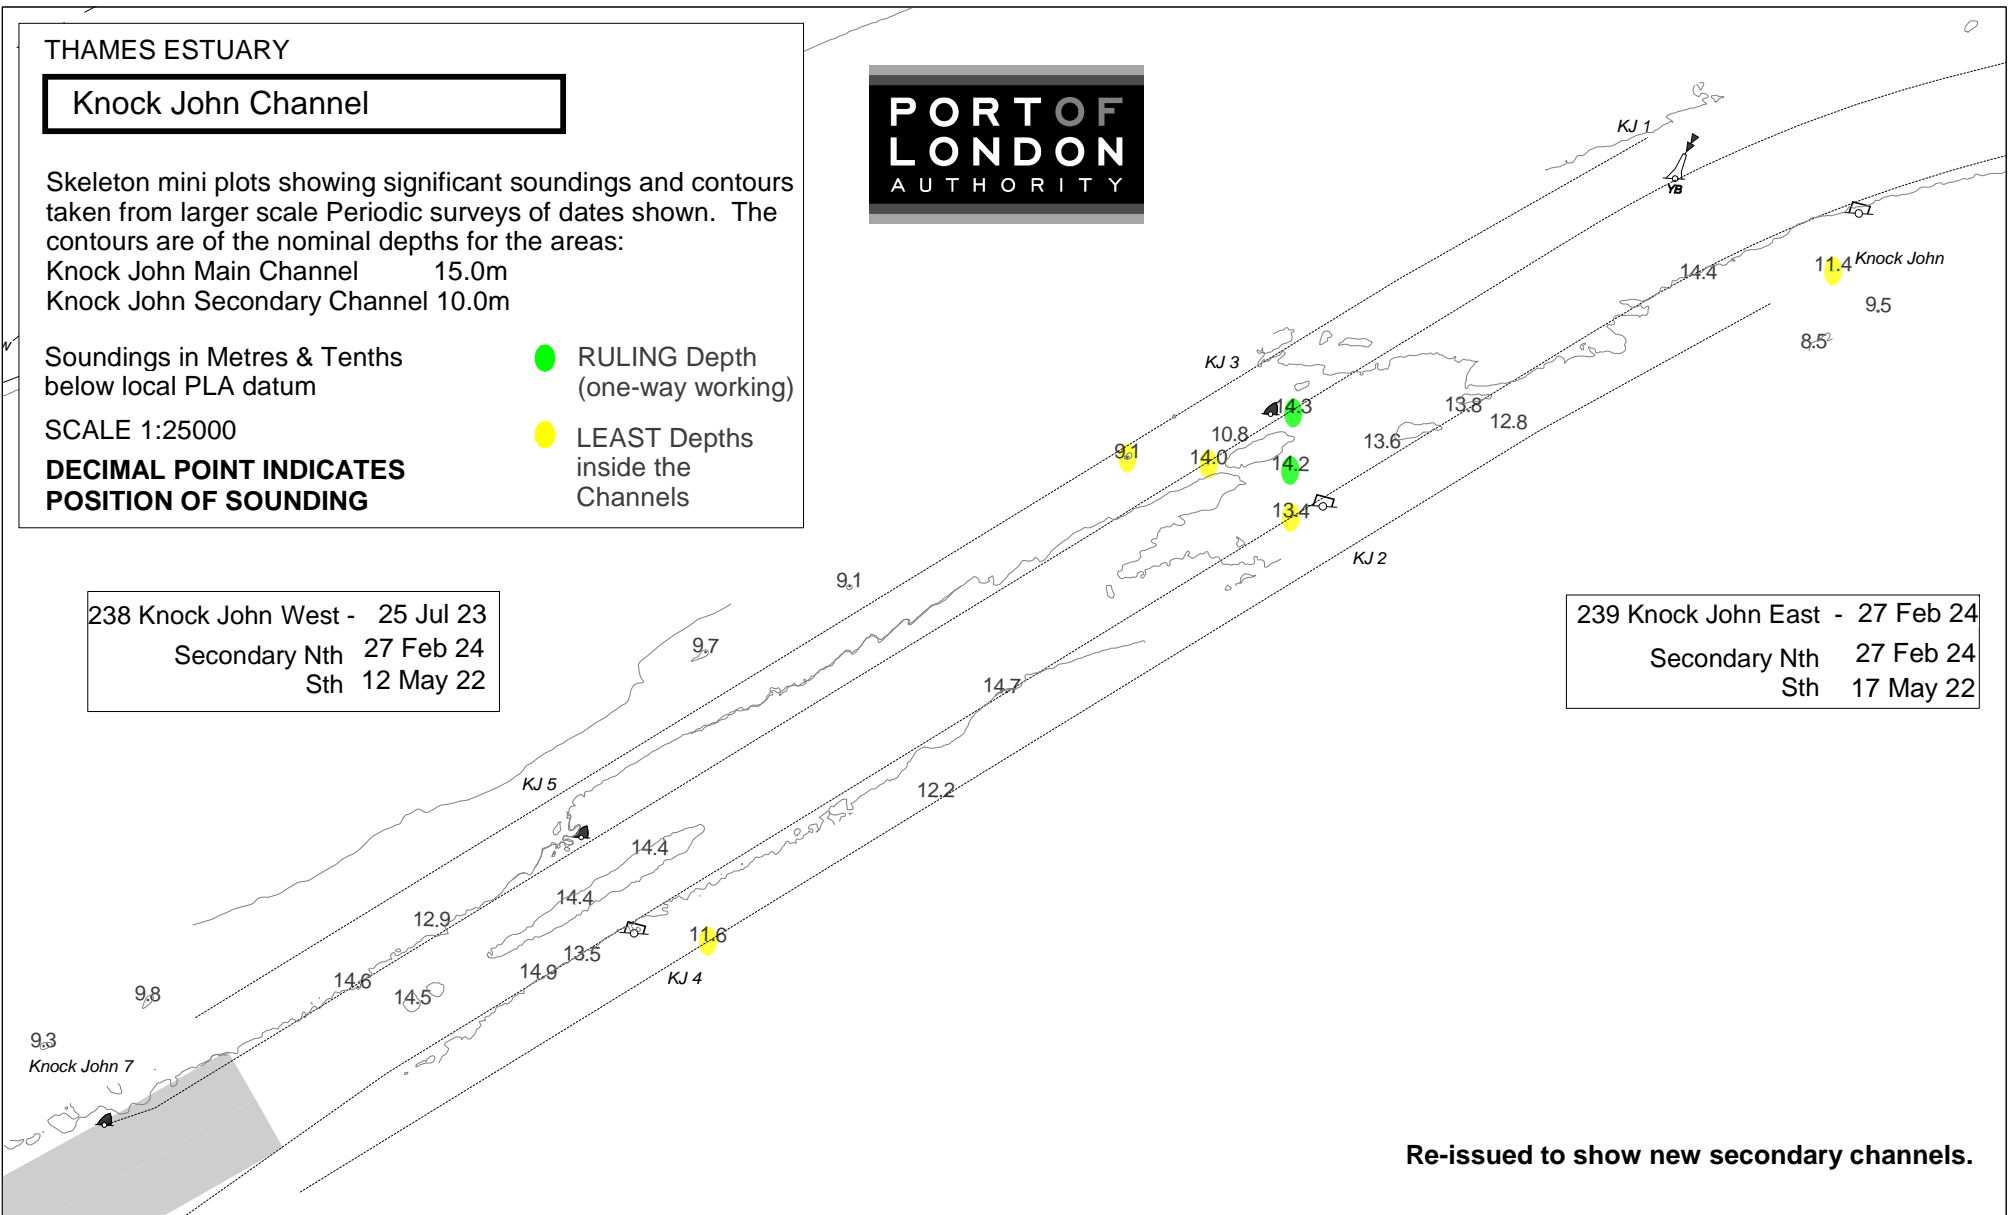 THAMES ESTUARY
Knock John Channel
Skeleton mini plots showing significant soundings and contours
taken from larger scale Periodic surveys of dates shown. The
contours are of the nominal depths for the areas:
Knock John Main Channel 15.0m
Knock John Secondary Channel 10.0m
Soundings in Metres & Tenths
below local PLA datum
SCALE 1:25000
DECIMAL POINT INDICATES
POSITION OF SOUNDING
RULING Depth
(one-way working)
LEAST Depths
inside the
Channels
PORT OF
LONDON
AUTHORITY
KJ 1
YB
11.4 Knock John
14.4
9.5
8.5
KJ 3
14.3
13.8
12.8
10.8
13.6
9.1
14.0
14.2
13.4
KJ 2
9.1
238 Knock John West - 25 Jul 23
Secondary Nth 27 Feb 24
Sth 12 May 22
239 Knock John East - 27 Feb 24
Secondary Nth 27 Feb 24
Sth 17 May 22
9.7
14.7
KJ 5
12.2
14.4
14.4
12.9
11.6
13.5
14.9
KJ 4
14.6
14.5
9.8
9.3
Knock John 7
Re-issued to show new secondary channels.